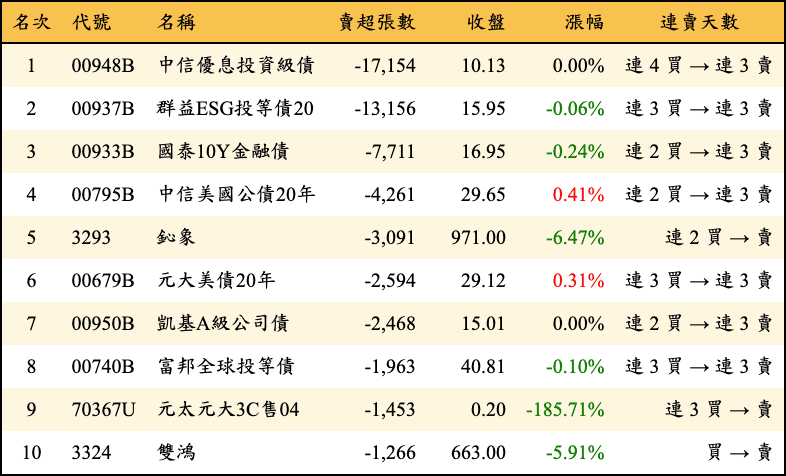 名次 代號 名稱 賣超張數 收盤 漲幅 連賣天數
1 00948B 中信優息投資級債 -17,154 10.13 0.00% 連 4 買 → 連 3 賣
2 00937B 群益ESG投等債20 -13,156 15.95 -0.06% 連 3 買 → 連 3 賣
3 00933B 國泰10Y金融債 -7,711 16.95 -0.24% 連 2 買 → 連 3 賣
4 00795B 中信美國公債20年 -4,261 29.65 0.41% 連 2 買 → 連 3 賣
5 3293 鈊象 -3,091 971.00 -6.47% 連 2 買 → 賣
6 00679B 元大美債20年 -2,594 29.12 0.31% 連 3 買 → 連 3 賣
7 00950B 凱基A級公司債 -2,468 15.01 0.00% 連 2 買 → 連 3 賣
8 00740B 富邦全球投等債 -1,963 40.81 -0.10% 連 3 買 → 連 3 賣
9 70367U 元太元大3C售04 -1,453 0.20 -185.71% 連 3 買 → 賣
10 3324 雙鴻 -1,266 663.00 -5.91% 買 → 賣